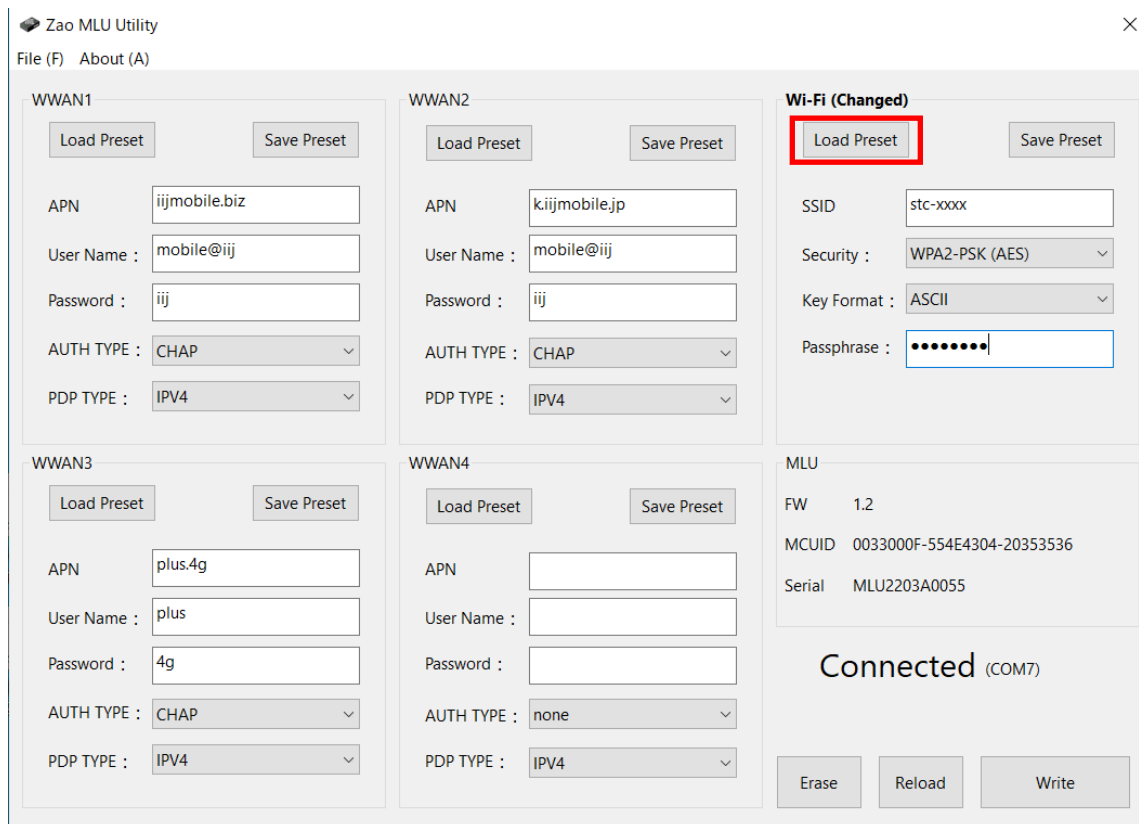 Zao MLU Utility
File (F) About (A)
WWAN1
Load Preset Save Preset
APN iijmobile.biz
User Name : mobile@iij
Password : iij
AUTH TYPE : CHAP
PDP TYPE : IPV4
WWAN2
Load Preset Save Preset
APN k.iijmobile.jp
User Name : mobile@iij
Password : iij
AUTH TYPE : CHAP
PDP TYPE : IPV4
Wi-Fi (Changed)
Load Preset Save Preset
SSID stc-xxxx
Security : WPA2-PSK (AES)
Key Format : ASCII
Passphrase : ●●●●●●●●
WWAN3
Load Preset Save Preset
APN plus.4g
User Name : plus
Password : 4g
AUTH TYPE : CHAP
PDP TYPE : IPV4
WWAN4
Load Preset Save Preset
APN
User Name :
Password :
AUTH TYPE : none
PDP TYPE : IPV4
MLU
FW 1.2
MCUID 0033000F-554E4304-20353536
Serial MLU2203A0055
Connected (COM7)
Erase Reload Write